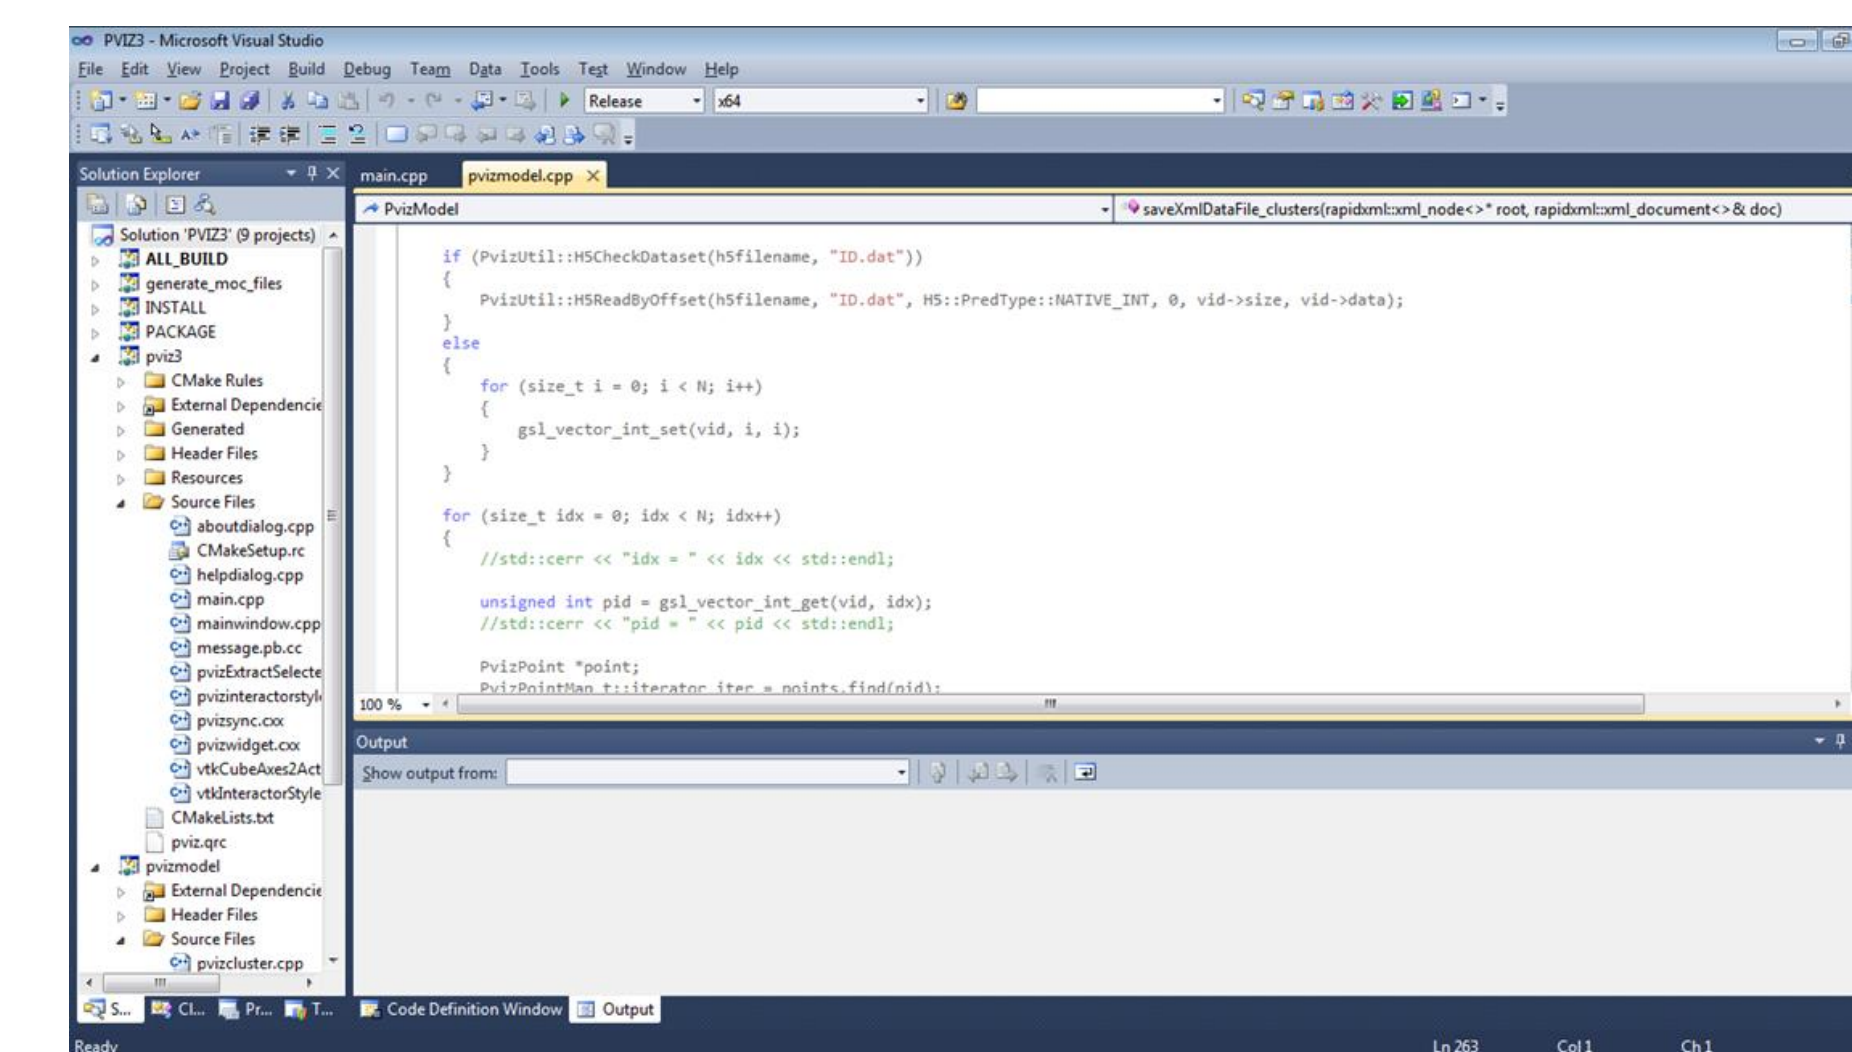 PVIZ3 - Microsoft Visual Studio
File Edit View Project Build Debug Team Data Tools Test Window Help
Release x64
Solution Explorer
main.cpp pvizmodel.cpp
PvizModel saveXmlDataFile_clusters(rapidxml::xml_node<>* root, rapidxml::xml_document<>& doc)
Solution 'PVIZ3' (9 projects)
ALL_BUILD
generate_moc_files
INSTALL
PACKAGE
pviz3
CMake Rules
External Dependencie
Generated
Header Files
Resources
Source Files
aboutdialog.cpp
CMakeSetup.rc
helpdialog.cpp
main.cpp
mainwindow.cpp
message.pb.cc
pvizExtractSelecte
pvizinteractorstyl
pvizsync.cxx
pvizwidget.cxx
vtkCubeAxes2Act
vtkInteractorStyle
CMakeLists.txt
pviz.qrc
pvizmodel
External Dependencie
Header Files
Source Files
pvizcluster.cpp
if (PvizUtil::H5CheckDataset(h5filename, "ID.dat"))
{
PvizUtil::H5ReadByOffset(h5filename, "ID.dat", H5::PredType::NATIVE_INT, 0, vid->size, vid->data);
}
else
{
for (size_t i = 0; i < N; i++)
{
gsl_vector_int_set(vid, i, i);
}
}
for (size_t idx = 0; idx < N; idx++)
{
//std::cerr << "idx = " << idx << std::endl;
unsigned int pid = gsl_vector_int_get(vid, idx);
//std::cerr << "pid = " << pid << std::endl;
PvizPoint *point;
PvizPointMap_t::iterator iter = points.find(pid);
100 %
Output
Show output from:
S... Cl... Pr... T... Code Definition Window Output
Ready Ln 263 Col 1 Ch 1